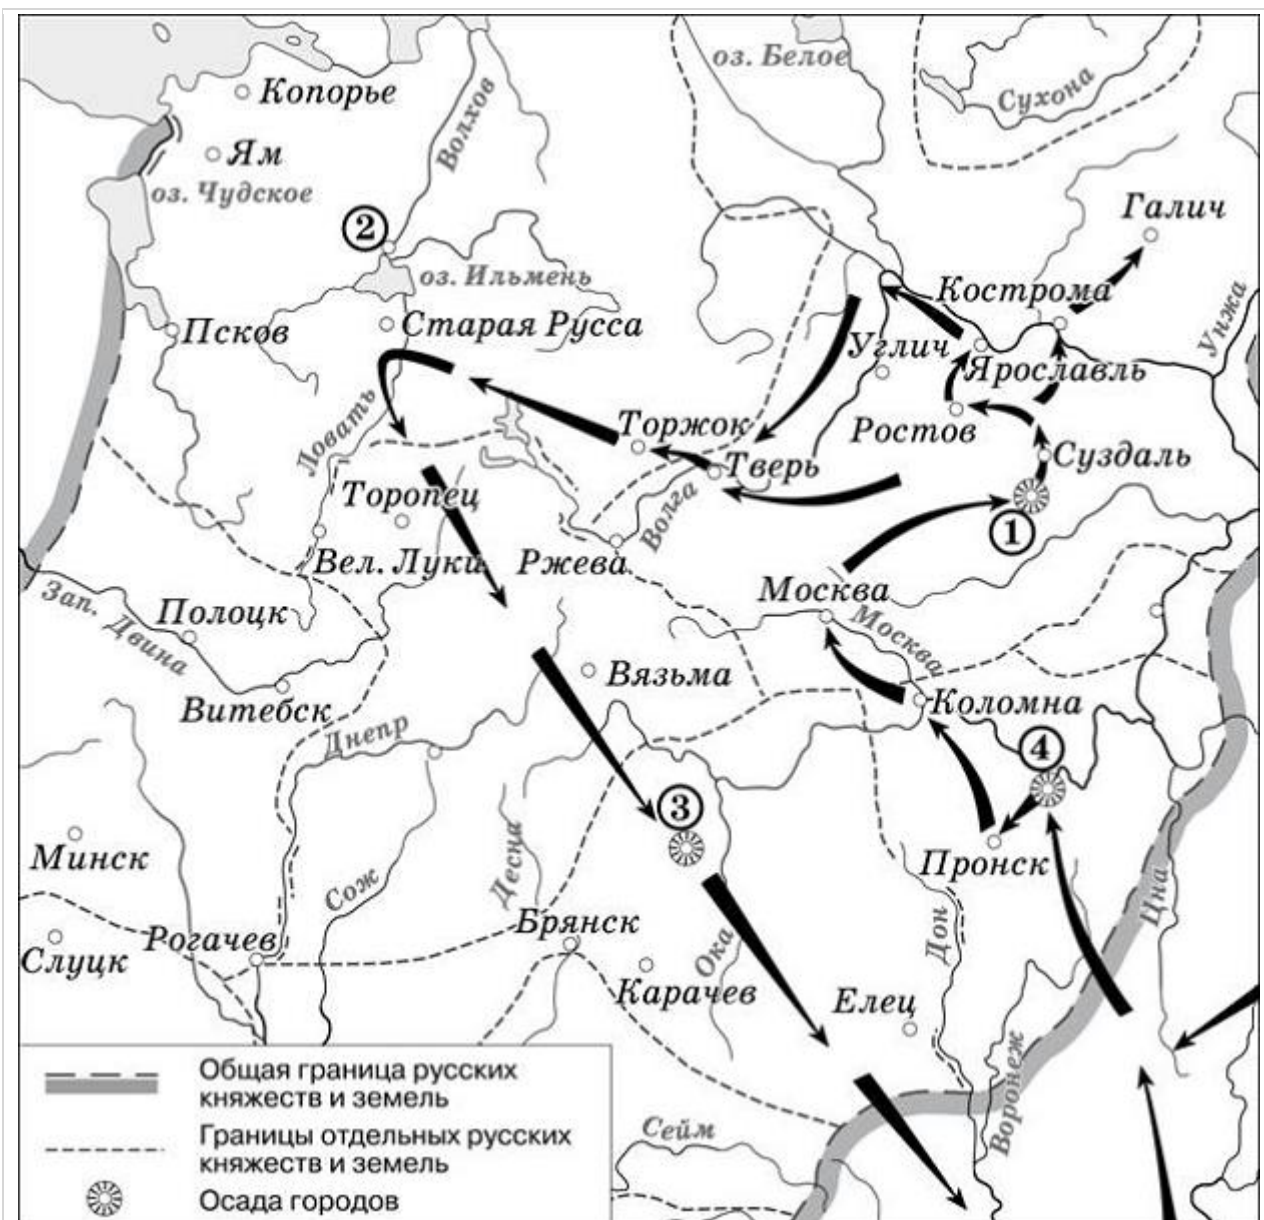 оз. Белое
Сухона
Копорье
Волхов
Ям
оз. Чудское
Галич
2
оз. Ильмень
Кострома
Унжа
Псков
Старая Русса
Углич
Ярославль
Ловать
Торжок
Ростов
Тверь
Суздаль
Торопец
Волга
1
Вел. Луки
Ржева
Москва
Зап. Двина
Полоцк
Москва
Вязьма
Витебск
Коломна
Днепр
4
3
Минск
Десна
Пронск
Сож
Цна
Брянск
Дон
Рогачев
Слуцк
Ока
Карачев
Елец
Воронеж
Сейм
Общая граница русских
княжеств и земель
Границы отдельных русских
княжеств и земель
Осада городов